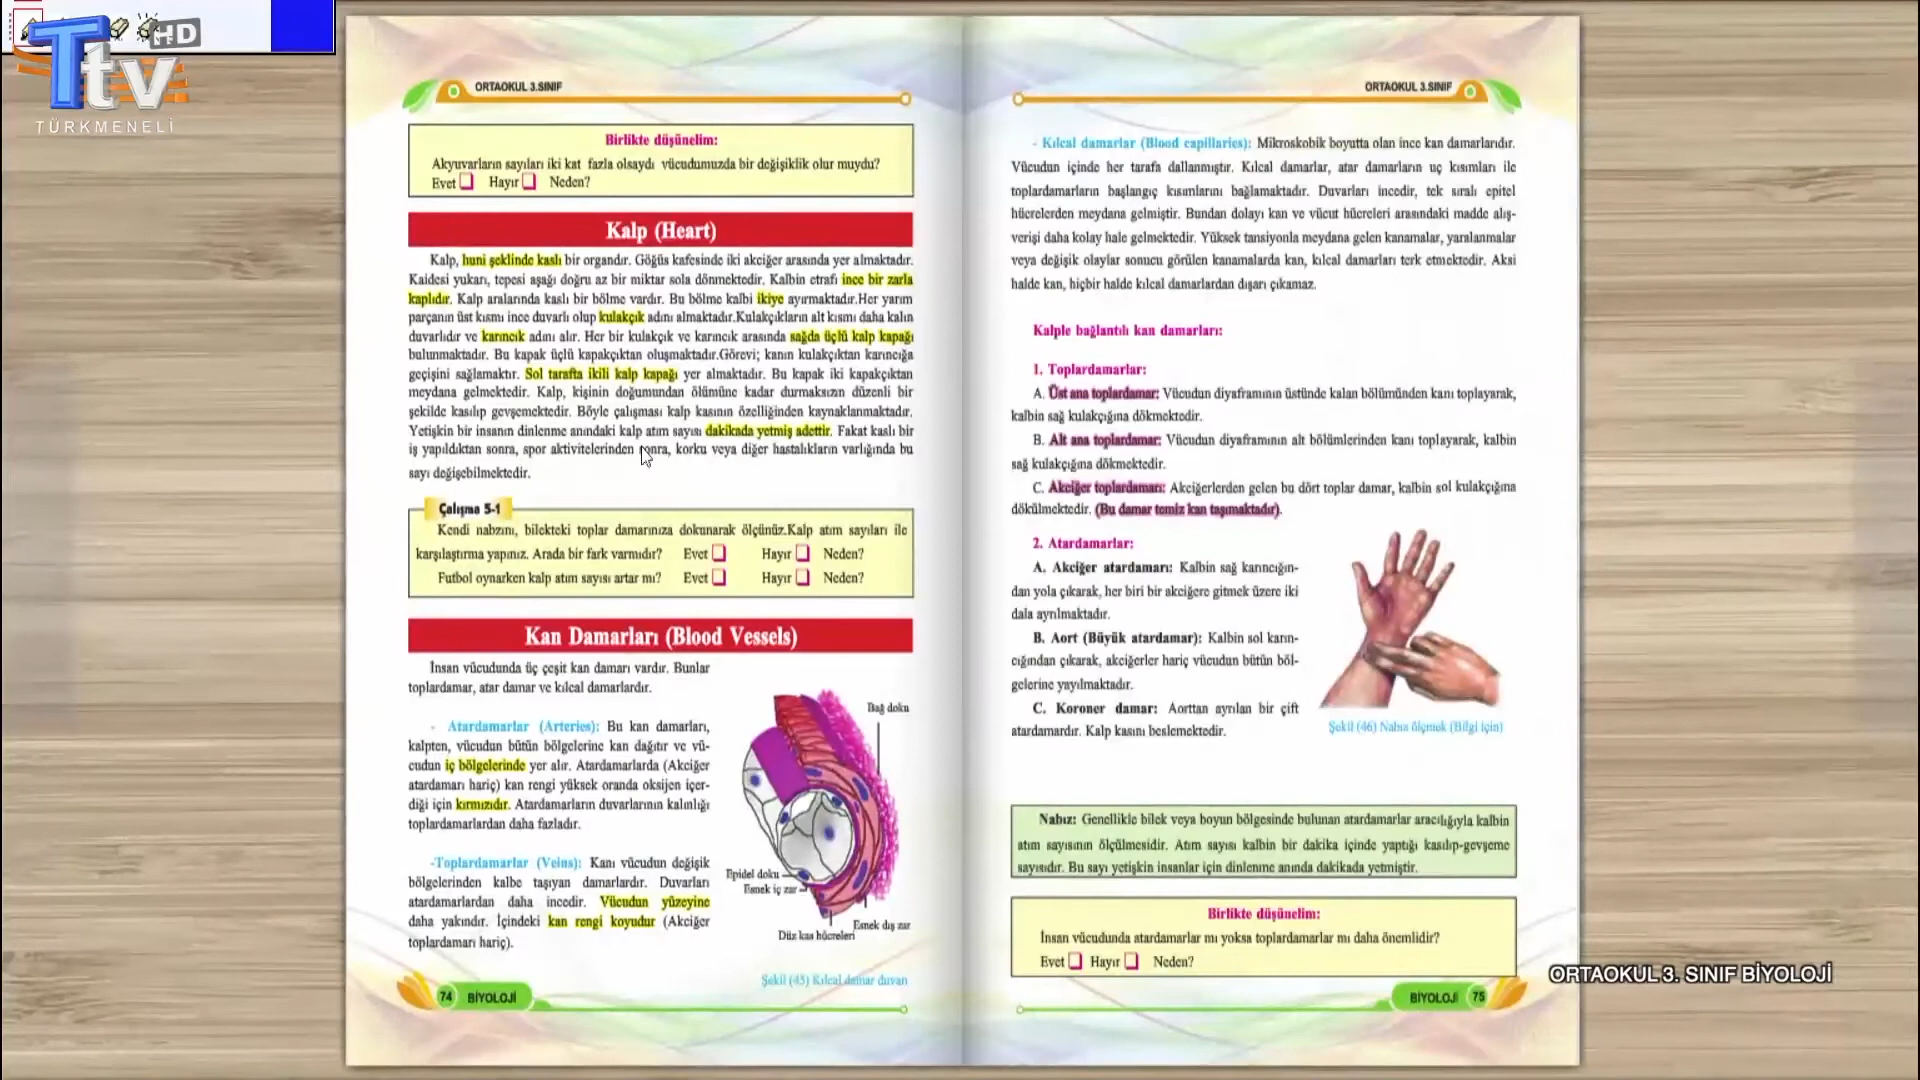 HD
Ttv
TÜRKMENELİ
ORTAOKUL 3.SINIF
Birlikte düşünelim:
Akyuvarların sayıları iki kat fazla olsaydı vücudumuzda bir değişiklik olur muydu?
Evet Hayır Neden?
Kalp (Heart)
Kalp, huni şeklinde kaslı bir organdır. Göğüs kafesinde iki akciğer arasında yer almaktadır.
Kaidesi yukarı, tepesi aşağı doğru az bir miktar sola dönmektedir. Kalbin etrafı ince bir zarla
kaplıdır. Kalp aralarında kaslı bir bölme vardır. Bu bölme kalbi ikiye ayırmaktadır.Her yarım
parçanın üst kısmı ince duvarlı olup kulakçık adını almaktadır.Kulakçıkların alt kısmı daha kalın
duvarlıdır ve karıncık adını alır. Her bir kulakçık ve karıncık arasında sağda üçlü kalp kapağı
bulunmaktadır. Bu kapak üçlü kapakçıktan oluşmaktadır.Görevi; kanın kulakçıktan karıncığa
geçişini sağlamaktır. Sol tarafta ikili kalp kapağı yer almaktadır. Bu kapak iki kapakçıktan
meydana gelmektedir. Kalp, kişinin doğumundan ölümüne kadar durmaksızın düzenli bir
şekilde kasılıp gevşemektedir. Böyle çalışması kalp kasının özelliğinden kaynaklanmaktadır.
Yetişkin bir insanın dinlenme anındaki kalp atım sayısı dakikada yetmiş adettir. Fakat kaslı bir
iş yapıldıktan sonra, spor aktivitelerinden sonra, korku veya diğer hastalıkların varlığında bu
sayı değişebilmektedir.
Çalışma 5-1
Kendi nabzını, bilekteki toplar damarınıza dokunarak ölçünüz.Kalp atım sayıları ile
karşılaştırma yapınız. Arada bir fark varmıdır? Evet Hayır Neden?
Futbol oynarken kalp atım sayısı artar mı? Evet Hayır Neden?
Kan Damarları (Blood Vessels)
İnsan vücudunda üç çeşit kan damarı vardır. Bunlar
toplardamar, atar damar ve kılcal damarlardır.
- Atardamarlar (Arteries): Bu kan damarları,
kalpten, vücudun bütün bölgelerine kan dağıtır ve vü-
cudun iç bölgelerinde yer alır. Atardamarlarda (Akciğer
atardamarı hariç) kan rengi yüksek oranda oksijen içer-
diği için kırmızıdır. Atardamarların duvarlarının kalınlığı
toplardamarlardan daha fazladır.
-Toplardamarlar (Veins): Kanı vücudun değişik
bölgelerinden kalbe taşıyan damarlardır. Duvarları
atardamarlardan daha incedir. Vücudun yüzeyine
daha yakındır. İçindeki kan rengi koyudur (Akciğer
toplardamarı hariç).
Bağ doku
Epidel doku
Esnek iç zar
Esnek dış zar
Düz kas hücreleri
Şekil (45) Kılcal damar duvarı
74 BİYOLOJİ
ORTAOKUL 3.SINIF
- Kılcal damarlar (Blood capillaries): Mikroskobik boyutta olan ince kan damarlarıdır.
Vücudun içinde her tarafa dallanmıştır. Kılcal damarlar, atar damarların uç kısımları ile
toplardamarların başlangıç kısımlarını bağlamaktadır. Duvarları incedir, tek sıralı epitel
hücrelerden meydana gelmiştir. Bundan dolayı kan ve vücut hücreleri arasındaki madde alış-
verişi daha kolay hale gelmektedir. Yüksek tansiyonla meydana gelen kanamalar, yaralanmalar
veya değişik olaylar sonucu görülen kanamalarda kan, kılcal damarları terk etmektedir. Aksi
halde kan, hiçbir halde kılcal damarlardan dışarı çıkamaz.
Kalple bağlantılı kan damarları:
1. Toplardamarlar:
A. Üst ana toplardamar: Vücudun diyaframının üstünde kalan bölümünden kanı toplayarak,
kalbin sağ kulakçığına dökmektedir.
B. Alt ana toplardamar: Vücudun diyaframının alt bölümlerinden kanı toplayarak, kalbin
sağ kulakçığına dökmektedir.
C. Akciğer toplardamarı: Akciğerlerden gelen bu dört toplar damar, kalbin sol kulakçığına
dökülmektedir. (Bu damar temiz kan taşımaktadır).
2. Atardamarlar:
A. Akciğer atardamarı: Kalbin sağ karıncığın-
dan yola çıkarak, her biri bir akciğere gitmek üzere iki
dala ayrılmaktadır.
B. Aort (Büyük atardamar): Kalbin sol karın-
cığından çıkarak, akciğerler hariç vücudun bütün böl-
gelerine yayılmaktadır.
C. Koroner damar: Aorttan ayrılan bir çift
atardamardır. Kalp kasını beslemektedir.
Şekil (46) Nabız ölçmek (Bilgi için)
Nabız: Genellikle bilek veya boyun bölgesinde bulunan atardamarlar aracılığıyla kalbin
atım sayısının ölçülmesidir. Atım sayısı kalbin bir dakika içinde yaptığı kasılıp-gevşeme
sayısıdır. Bu sayı yetişkin insanlar için dinlenme anında dakikada yetmiştir.
Birlikte düşünelim:
İnsan vücudunda atardamarlar mı yoksa toplardamarlar mı daha önemlidir?
Evet Hayır Neden?
BİYOLOJİ 75
ORTAOKUL 3. SINIF BİYOLOJİ